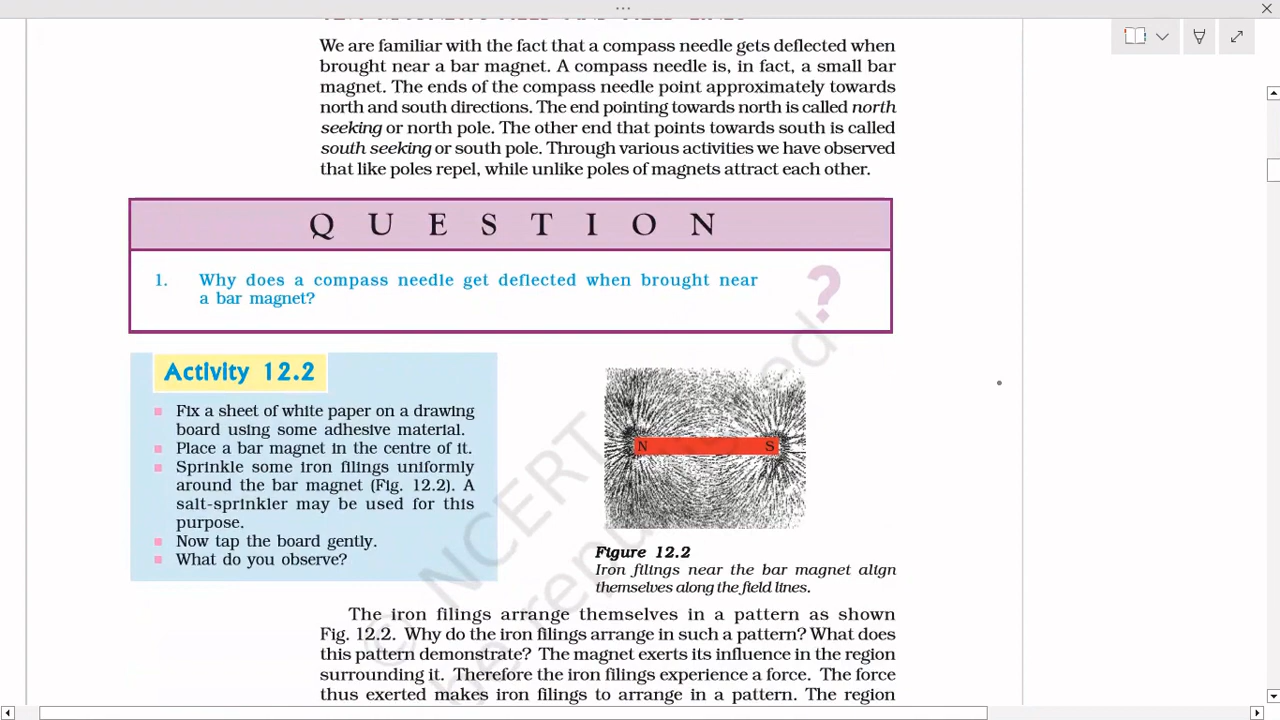 We are familiar with the fact that a compass needle gets deflected when
brought near a bar magnet. A compass needle is, in fact, a small bar
magnet. The ends of the compass needle point approximately towards
north and south directions. The end pointing towards north is called north
seeking or north pole. The other end that points towards south is called
south seeking or south pole. Through various activities we have observed
that like poles repel, while unlike poles of magnets attract each other.
QUESTION
1. Why does a compass needle get deflected when brought near
a bar magnet?
?
Activity 12.2
Fix a sheet of white paper on a drawing
board using some adhesive material.
Place a bar magnet in the centre of it.
Sprinkle some iron filings uniformly
around the bar magnet (Fig. 12.2). A
salt-sprinkler may be used for this
purpose.
Now tap the board gently.
What do you observe?
N S
Figure 12.2
Iron filings near the bar magnet align
themselves along the field lines.
The iron filings arrange themselves in a pattern as shown
Fig. 12.2. Why do the iron filings arrange in such a pattern? What does
this pattern demonstrate? The magnet exerts its influence in the region
surrounding it. Therefore the iron filings experience a force. The force
thus exerted makes iron filings to arrange in a pattern. The region
© NCERT